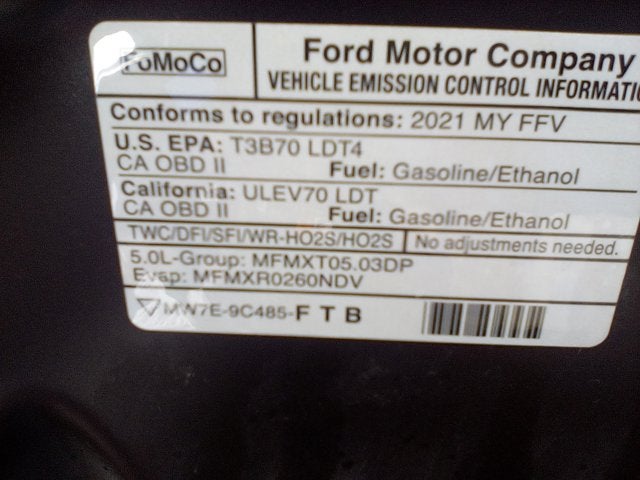 FoMoCo
Ford Motor Company
VEHICLE EMISSION CONTROL INFORMATI
Conforms to regulations: 2021 MY FFV
U.S. EPA: T3B70 LDT4
CA OBD II Fuel: Gasoline/Ethanol
California: ULEV70 LDT
CA OBD II Fuel: Gasoline/Ethanol
TWC/DFI/SFI/WR-HO2S/HO2S No adjustments needed.
5.0L-Group: MFMXT05.03DP
Evap: MFMXR0260NDV
MW7E-9C485-F T B